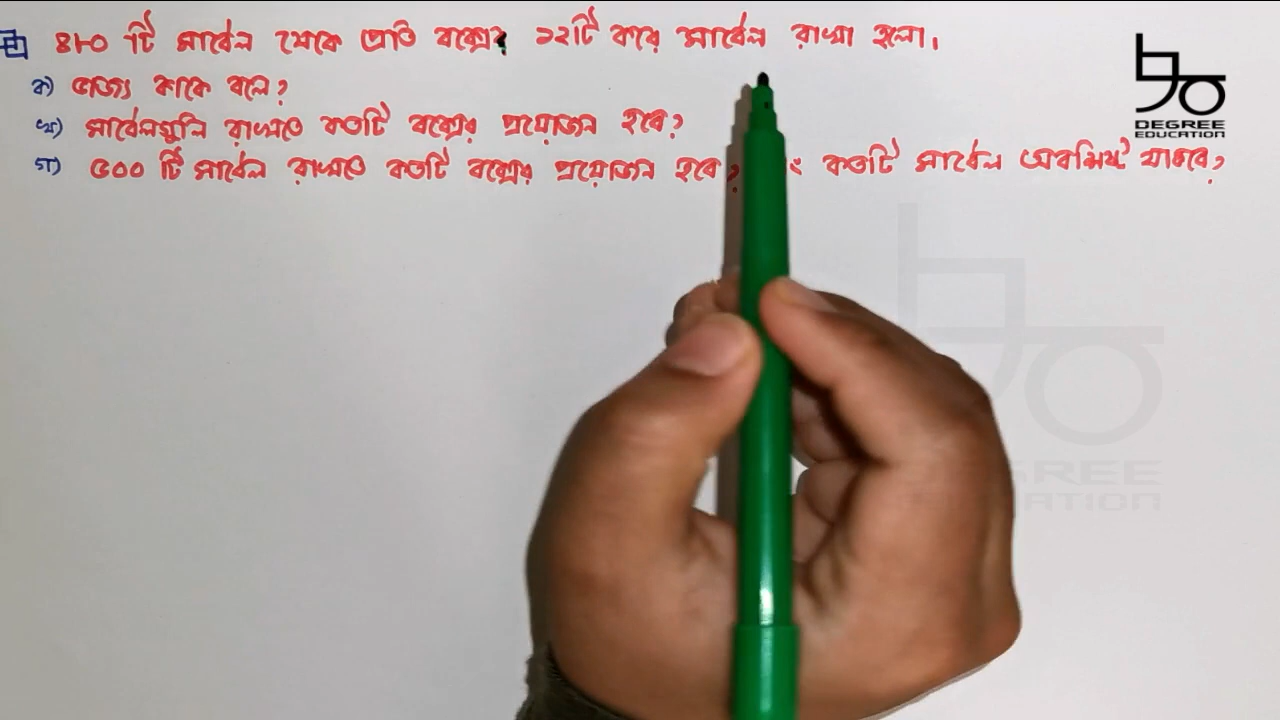 ৪৮০ টি মার্বেল থেকে প্রতি বক্সের ১২টি করে মার্বেল রাখা হলো।
ক) ভাজ্য কাকে বলে?
খ) মার্বেলগুলি রাখতে কতটি বক্সের প্রয়োজন হবে?
গ) ৫০০ টি মার্বেল রাখতে কতটি বক্সের প্রয়োজন হবে? কতটি মার্বেল অবশিষ্ট থাকবে?
DEGREE
EDUCATION